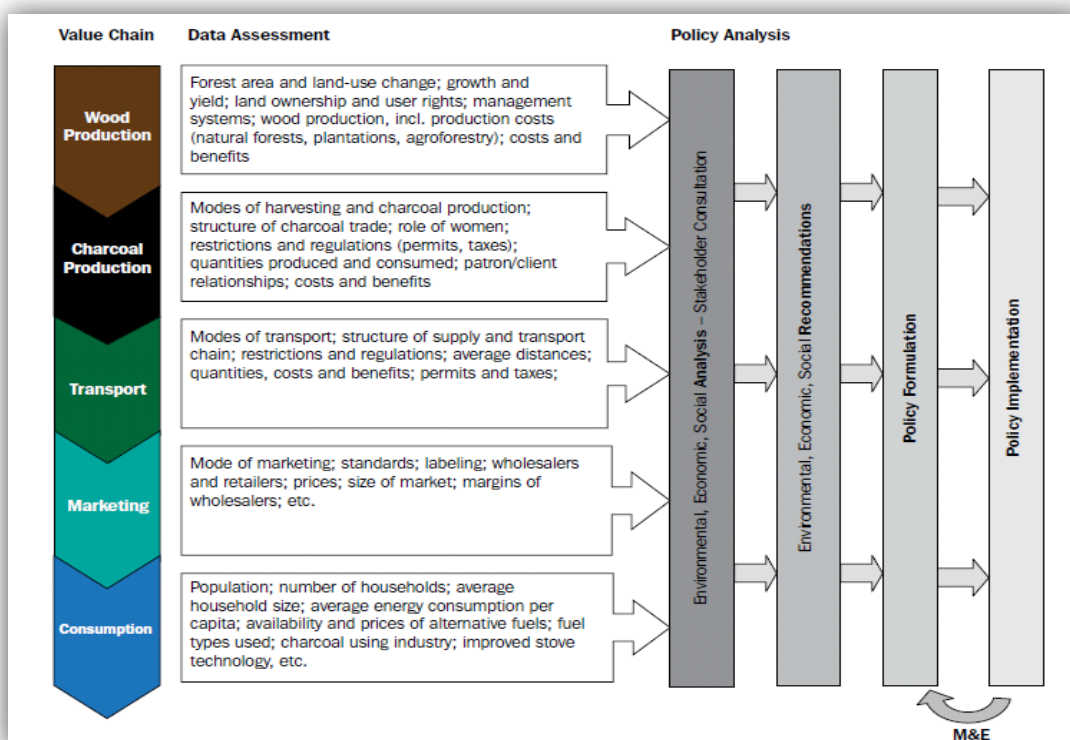 Value Chain
Data Assessment
Policy Analysis
Wood
Production
Forest area and land-use change; growth and
yield; land ownership and user rights; management
systems; wood production, incl. production costs
(natural forests, plantations, agroforestry); costs and
benefits
Charcoal
Production
Modes of harvesting and charcoal production;
structure of charcoal trade; role of women;
restrictions and regulations (permits, taxes);
quantities produced and consumed; patron/client
relationships; costs and benefits
Transport
Modes of transport; structure of supply and transport
chain; restrictions and regulations; average distances;
quantities, costs and benefits; permits and taxes;
Marketing
Mode of marketing; standards; labeling; wholesalers
and retailers; prices; size of market; margins of
wholesalers; etc.
Consumption
Population; number of households; average
household size; average energy consumption per
capita; availability and prices of alternative fuels; fuel
types used; charcoal using industry; improved stove
technology, etc.
Environmental, Economic, Social Analysis – Stakeholder Consultation
Environmental, Economic, Social Recommendations
Policy Formulation
Policy Implementation
M&E